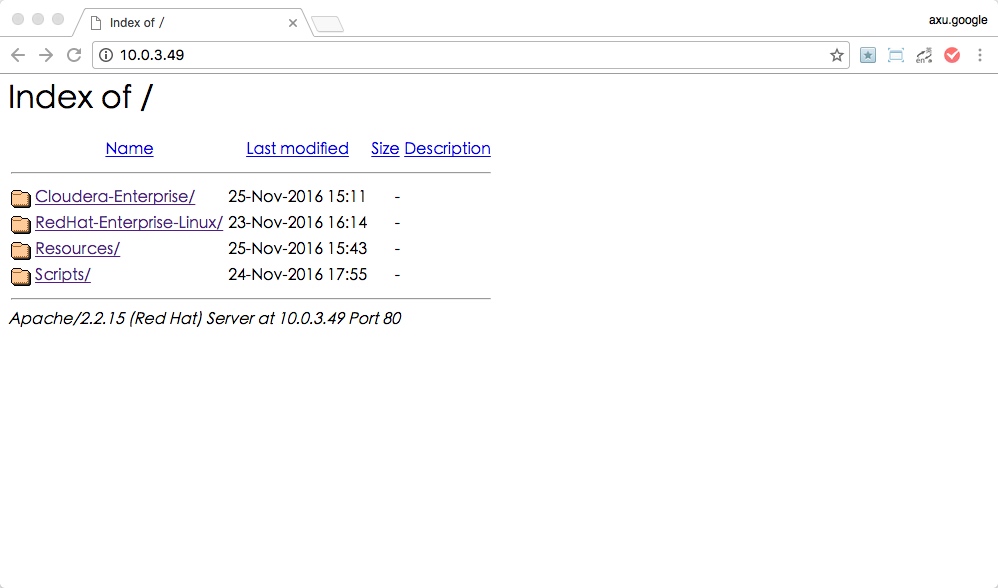 Index of /
axu.google
10.0.3.49
en
Index of /
Name Last modified Size Description
Cloudera-Enterprise/ 25-Nov-2016 15:11 -
RedHat-Enterprise-Linux/ 23-Nov-2016 16:14 -
Resources/ 25-Nov-2016 15:43 -
Scripts/ 24-Nov-2016 17:55 -
Apache/2.2.15 (Red Hat) Server at 10.0.3.49 Port 80